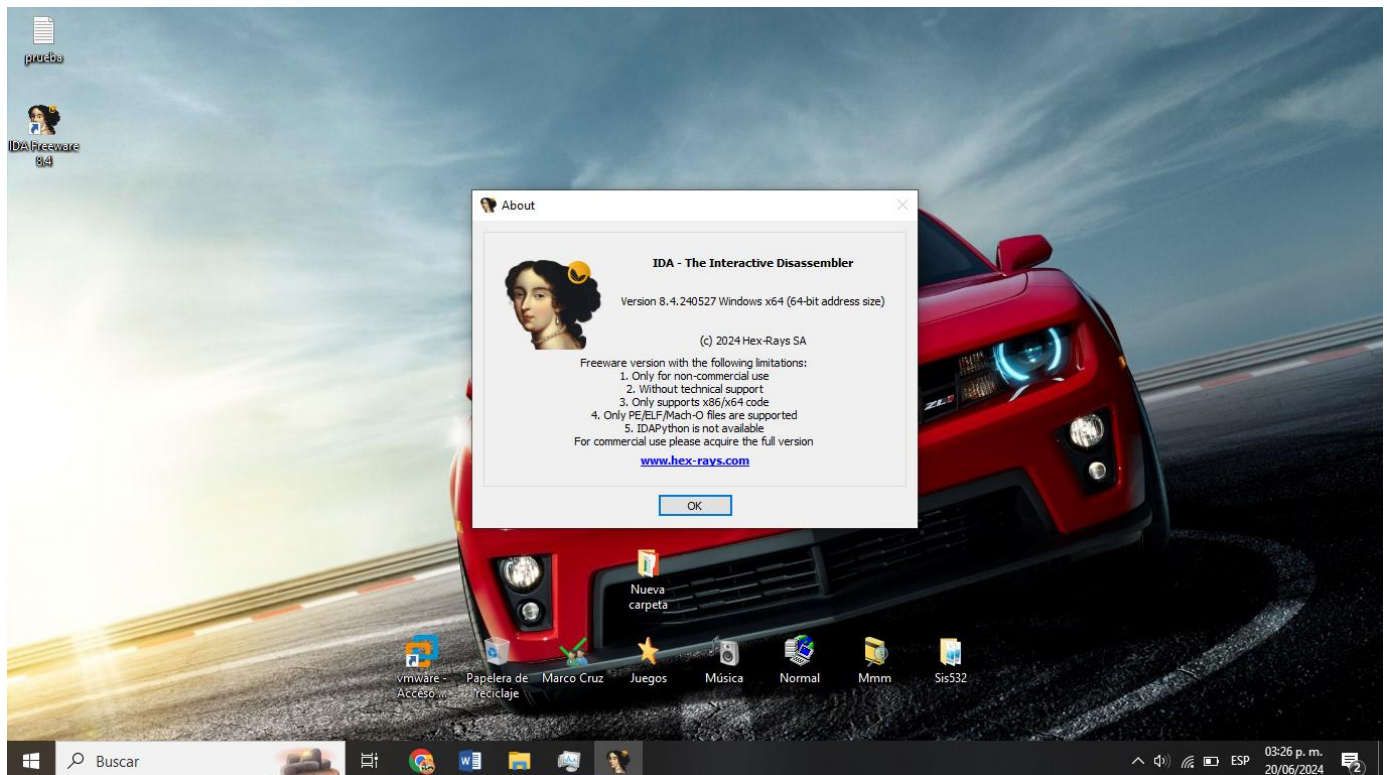 prueba
IDA Freeware
8.4
About
IDA - The Interactive Disassembler
Version 8.4.240527 Windows x64 (64-bit address size)
(c) 2024 Hex-Rays SA
Freeware version with the following limitations:
1. Only for non-commercial use
2. Without technical support
3. Only supports x86/x64 code
4. Only PE/ELF/Mach-O files are supported
5. IDAPython is not available
For commercial use please acquire the full version
www.hex-rays.com
OK
ZL1
Nueva
carpeta
vmware -
Acceso ...
Papelera de
reciclaje
Marco Cruz
Juegos
Música
Normal
Mmm
Sis532
Buscar
ESP
03:26 p. m.
20/06/2024
2